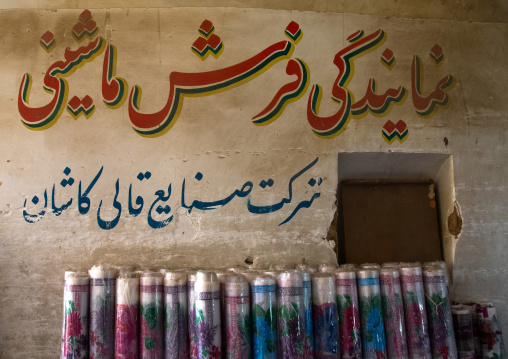 نمایندگی فرش ماشینی
شرکت صنایع قالی کاشان